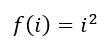 f(i) = i²